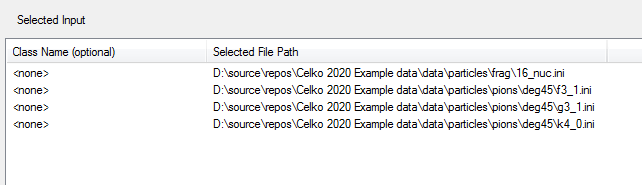 Selected Input
Class Name (optional) Selected File Path
<none> D:\source\repos\Celko 2020 Example data\data\particles\frag\16_nuc.ini
<none> D:\source\repos\Celko 2020 Example data\data\particles\pions\deg45\f3_1.ini
<none> D:\source\repos\Celko 2020 Example data\data\particles\pions\deg45\g3_1.ini
<none> D:\source\repos\Celko 2020 Example data\data\particles\pions\deg45\k4_0.ini